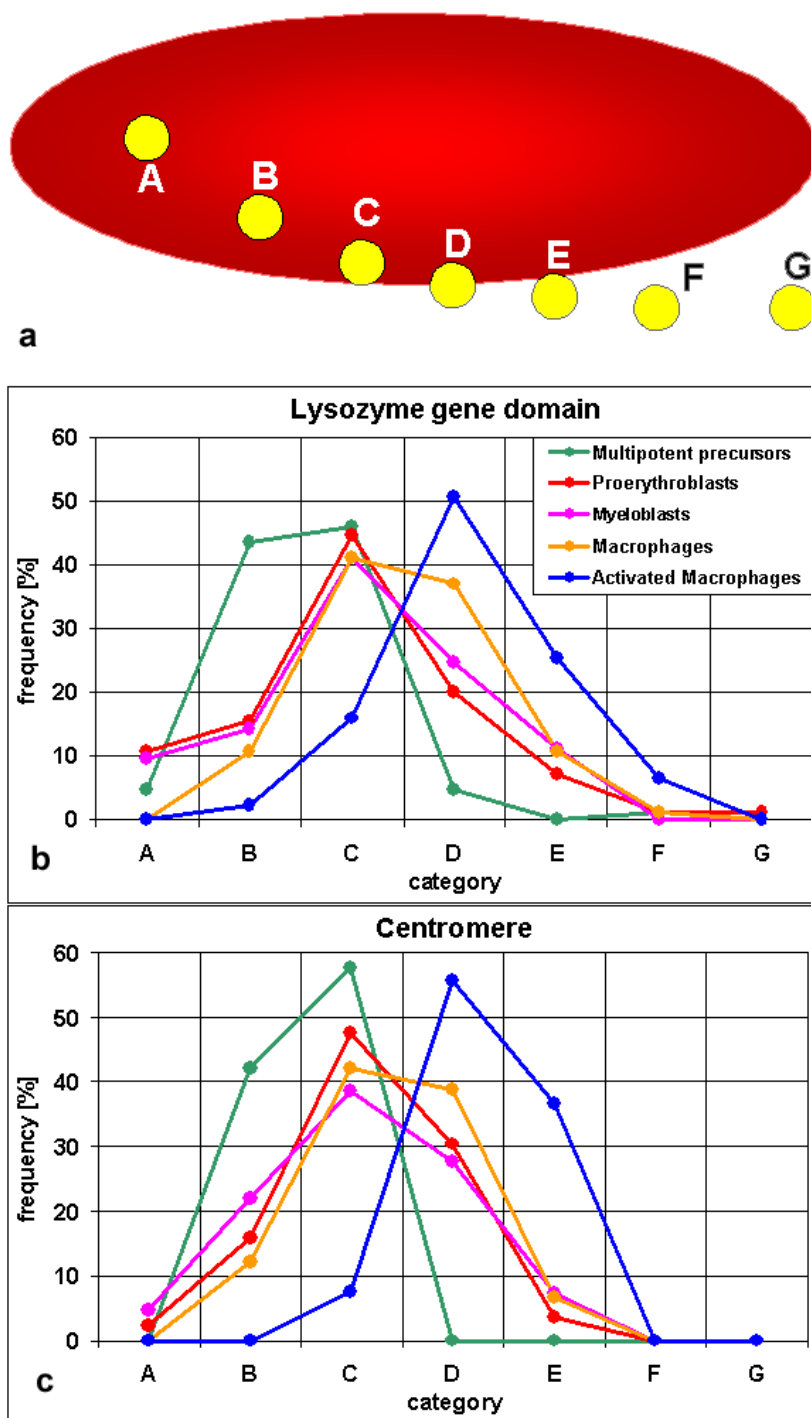 A
B
C
D
E
F
G
a
Lysozyme gene domain
60
50
40
30
20
10
0
frequency [%]
Multipotent precursors
Proerythroblasts
Myeloblasts
Macrophages
Activated Macrophages
A B C D E F G
category
b
Centromere
60
50
40
30
20
10
0
frequency [%]
A B C D E F G
category
c